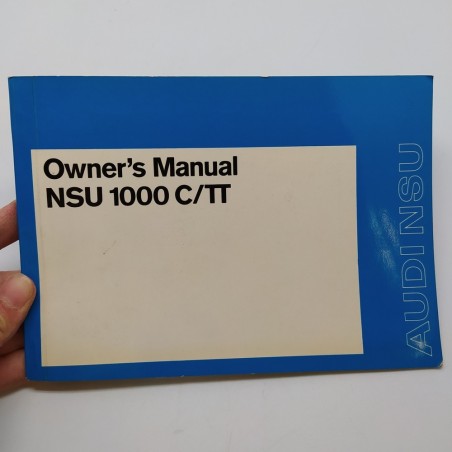 Owner's Manual
NSU 1000 C/TT
AUDI NSU